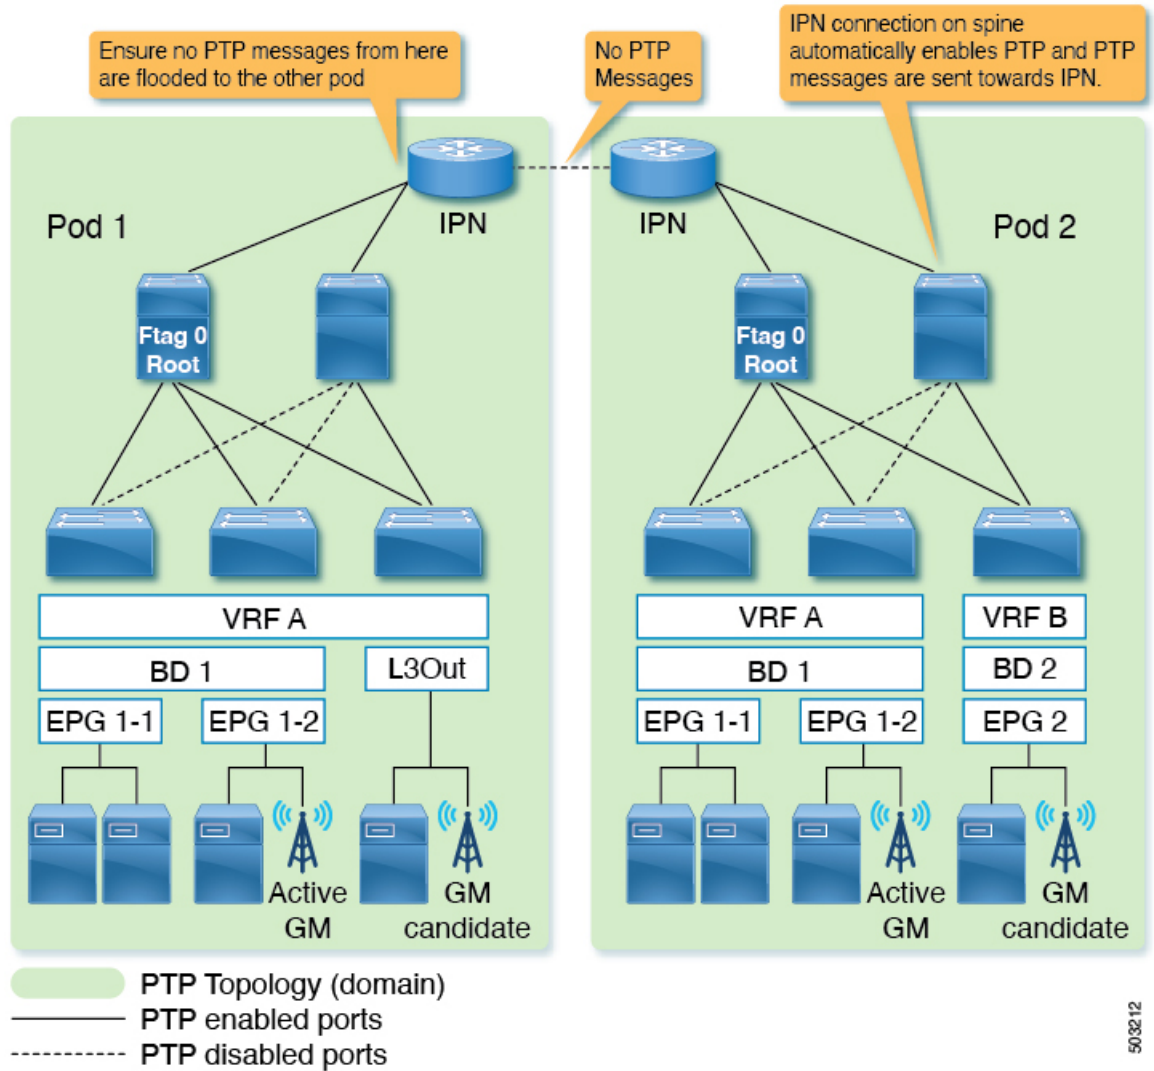 Ensure no PTP messages from here
are flooded to the other pod
No PTP
Messages
IPN connection on spine
automatically enables PTP and PTP
messages are sent towards IPN.
Pod 1
IPN
IPN
Pod 2
Ftag 0
Root
Ftag 0
Root
VRF A
VRF A
VRF B
BD 1
L3Out
BD 1
BD 2
EPG 1-1
EPG 1-2
EPG 1-1
EPG 1-2
EPG 2
Active
GM
GM
candidate
Active
GM
GM
candidate
PTP Topology (domain)
PTP enabled ports
PTP disabled ports
503212